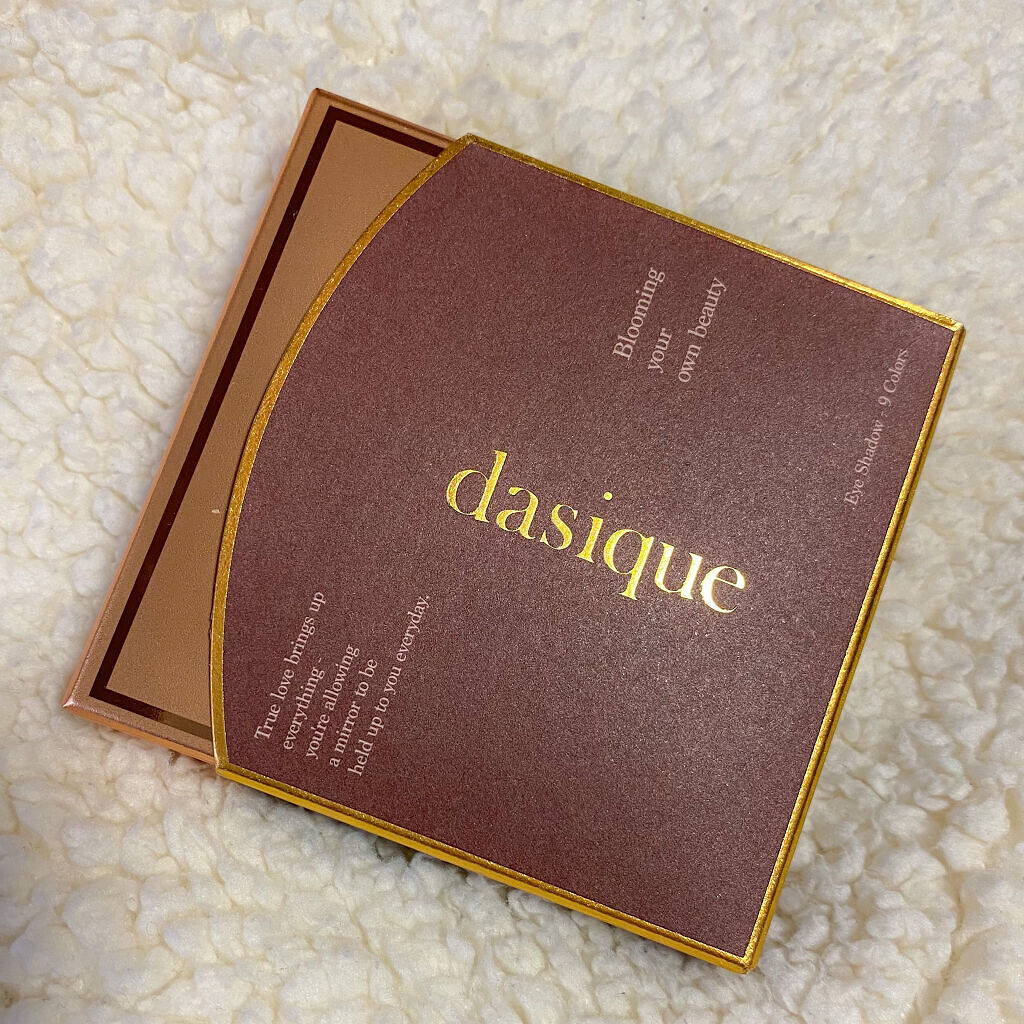 Blooming
your
own beauty
Eye Shadow · 9 Colors
dasique
True love brings up
everything
you're allowing
a mirror to be
held up to you everyday.